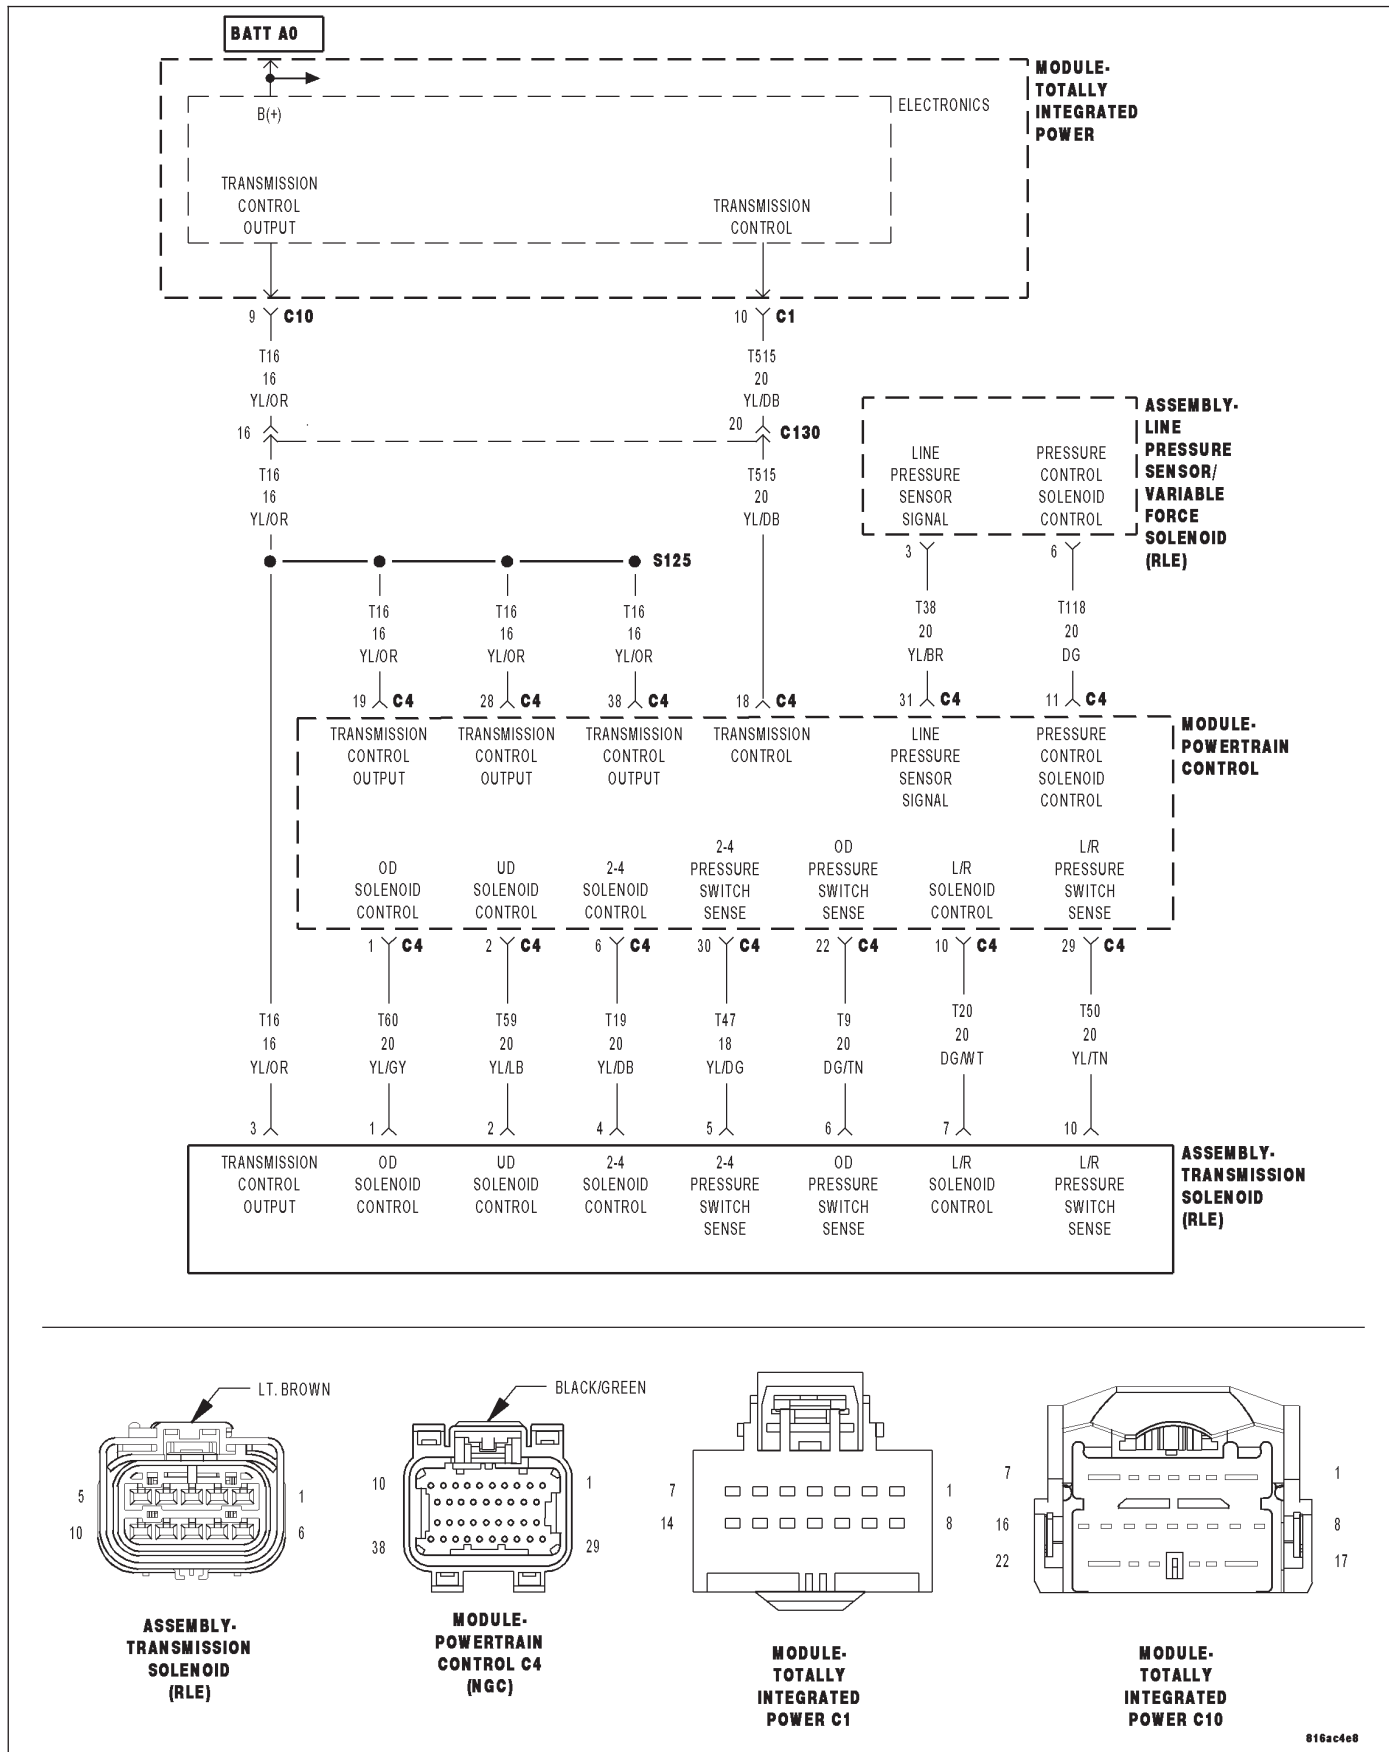 BATT A0
MODULE-
TOTALLY
INTEGRATED
POWER
ELECTRONICS
B(+)
TRANSMISSION
CONTROL
OUTPUT
TRANSMISSION
CONTROL
9 C10
10 C1
T16
16
YL/OR
T515
20
YL/DB
16
20 C130
T16
16
YL/OR
T515
20
YL/DB
ASSEMBLY-
LINE
PRESSURE
SENSOR/
VARIABLE
FORCE
SOLENOID
(RLE)
LINE
PRESSURE
SENSOR
SIGNAL
PRESSURE
CONTROL
SOLENOID
CONTROL
3
6
S125
T16
16
YL/OR
T16
16
YL/OR
T16
16
YL/OR
T38
20
YL/BR
T118
20
DG
19 C4
28 C4
38 C4
18 C4
31 C4
11 C4
MODULE-
POWERTRAIN
CONTROL
TRANSMISSION
CONTROL
OUTPUT
TRANSMISSION
CONTROL
OUTPUT
TRANSMISSION
CONTROL
OUTPUT
TRANSMISSION
CONTROL
LINE
PRESSURE
SENSOR
SIGNAL
PRESSURE
CONTROL
SOLENOID
CONTROL
OD
SOLENOID
CONTROL
UD
SOLENOID
CONTROL
2-4
SOLENOID
CONTROL
2-4
PRESSURE
SWITCH
SENSE
OD
PRESSURE
SWITCH
SENSE
L/R
SOLENOID
CONTROL
L/R
PRESSURE
SWITCH
SENSE
1 C4
2 C4
6 C4
30 C4
22 C4
10 C4
29 C4
T16
16
YL/OR
T60
20
YL/GY
T59
20
YL/LB
T19
20
YL/DB
T47
18
YL/DG
T9
20
DG/TN
T20
20
DG/WT
T50
20
YL/TN
3
1
2
4
5
6
7
10
ASSEMBLY-
TRANSMISSION
SOLENOID
(RLE)
TRANSMISSION
CONTROL
OUTPUT
OD
SOLENOID
CONTROL
UD
SOLENOID
CONTROL
2-4
SOLENOID
CONTROL
2-4
PRESSURE
SWITCH
SENSE
OD
PRESSURE
SWITCH
SENSE
L/R
SOLENOID
CONTROL
L/R
PRESSURE
SWITCH
SENSE
LT. BROWN
5
1
10
6
ASSEMBLY-
TRANSMISSION
SOLENOID
(RLE)
BLACK/GREEN
10
1
38
29
MODULE-
POWERTRAIN
CONTROL C4
(NGC)
7
1
14
8
MODULE-
TOTALLY
INTEGRATED
POWER C1
7
1
16
8
22
17
MODULE-
TOTALLY
INTEGRATED
POWER C10
816ac4e8